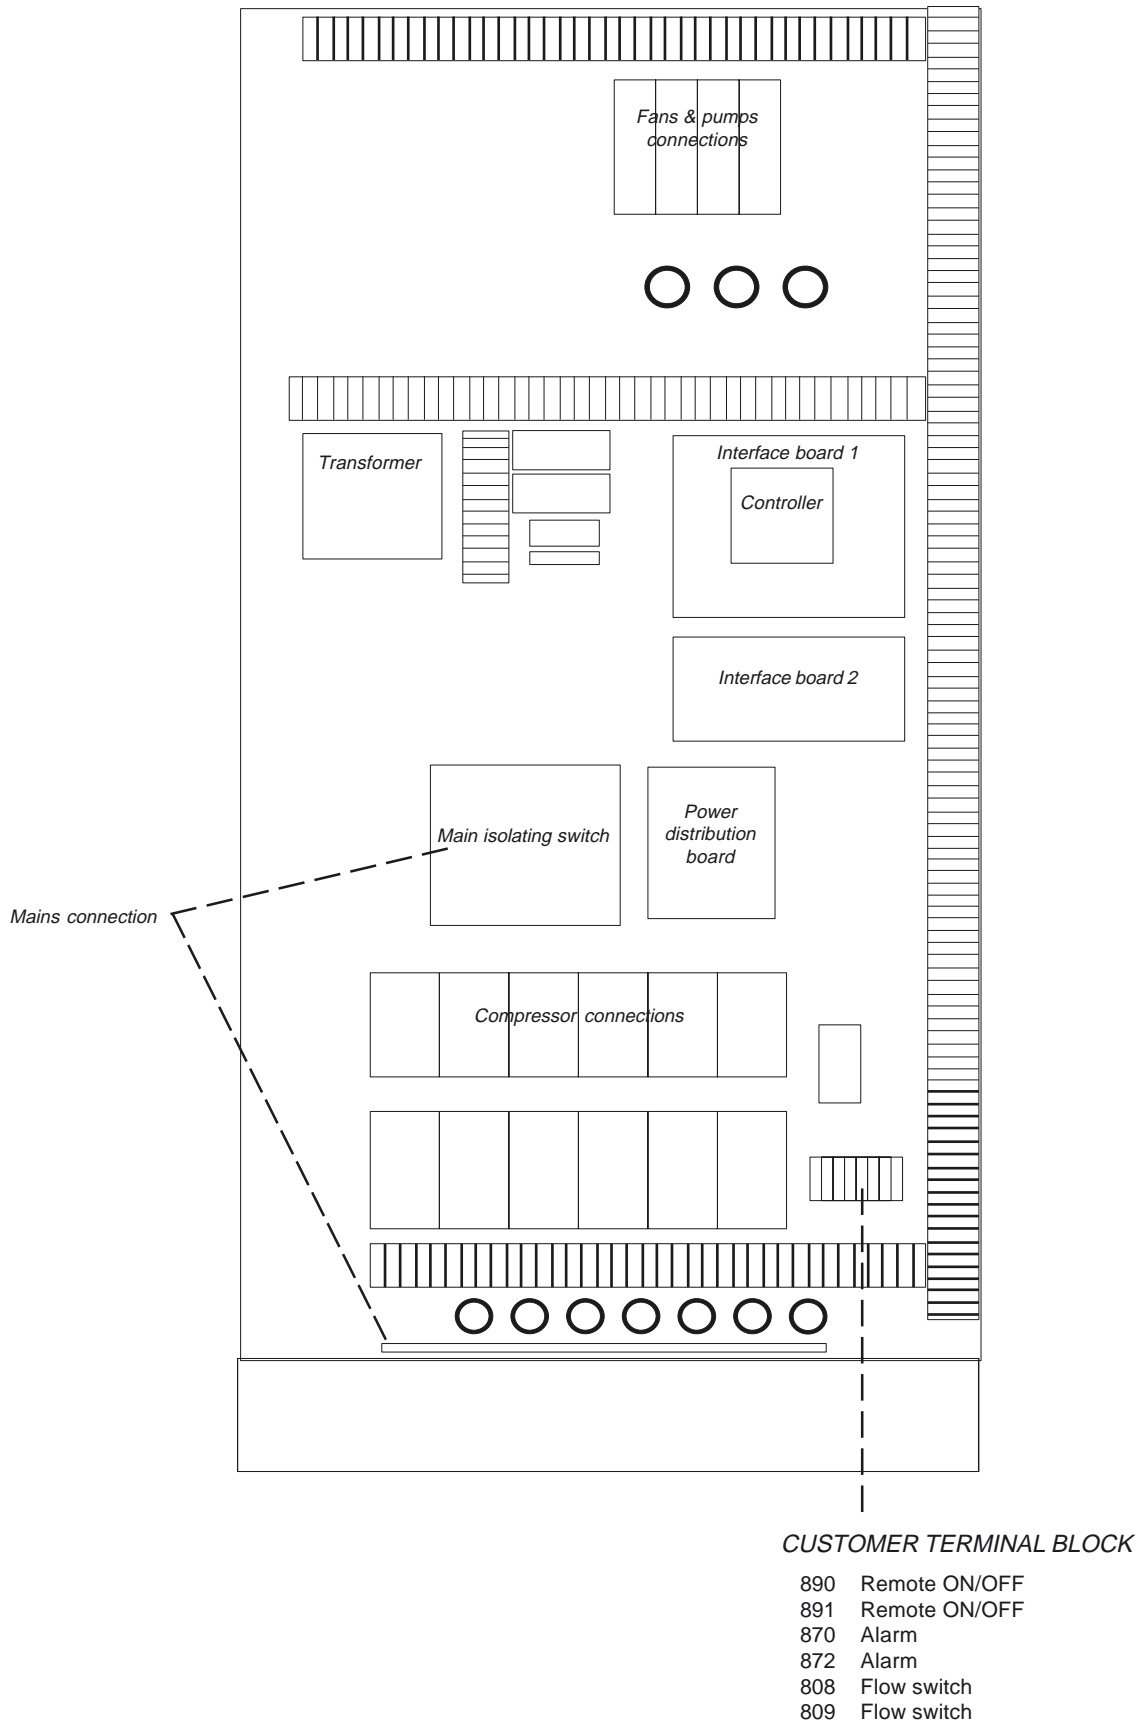 Fans & pumps
connections
Transformer
Interface board 1
Controller
Interface board 2
Main isolating switch
Power
distribution
board
Mains connection
Compressor connections
CUSTOMER TERMINAL BLOCK
890 Remote ON/OFF
891 Remote ON/OFF
870 Alarm
872 Alarm
808 Flow switch
809 Flow switch